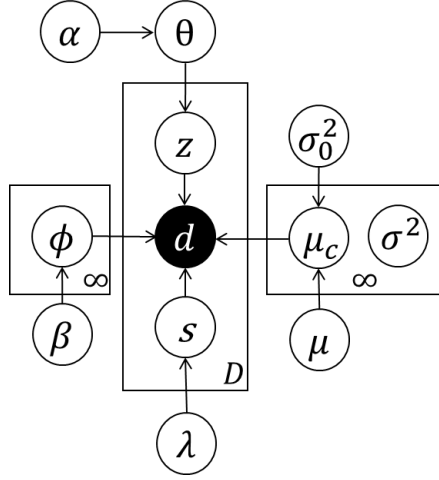 α θ
z σ₀²
ϕ d μ_c σ²
∞ ∞
β s μ
D
λ